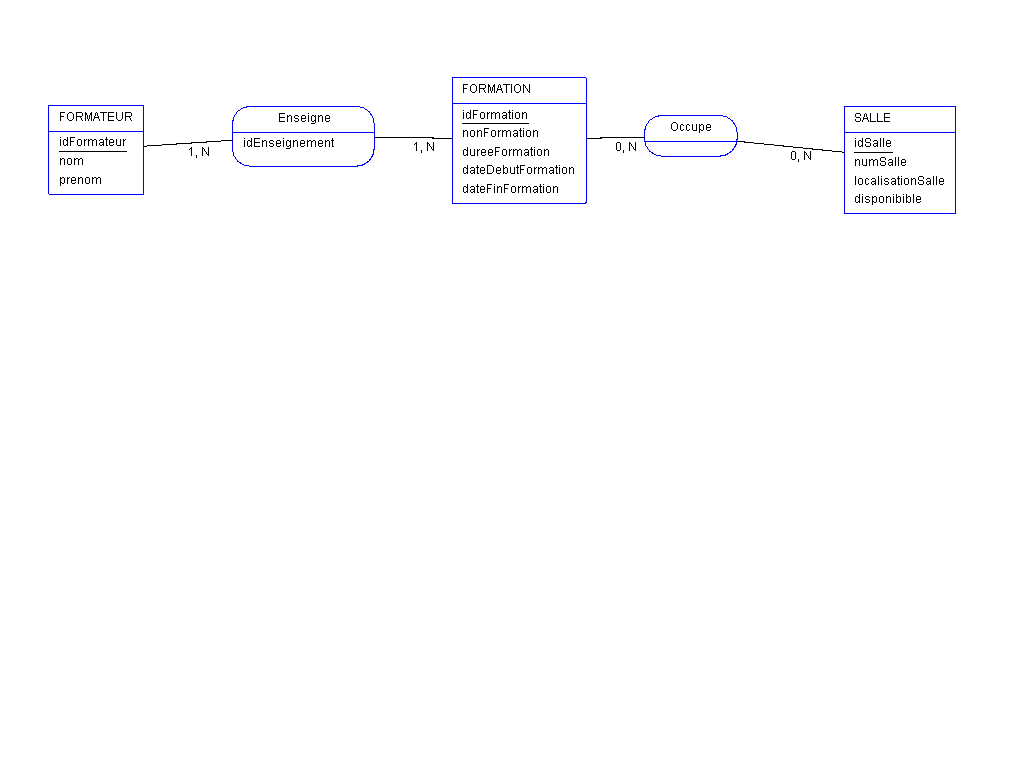 FORMATEUR
idFormateur
nom
prenom
1, N
Enseigne
idEnseignement
1, N
FORMATION
idFormation
nonFormation
dureeFormation
dateDebutFormation
dateFinFormation
0, N
Occupe
0, N
SALLE
idSalle
numSalle
localisationSalle
disponibible